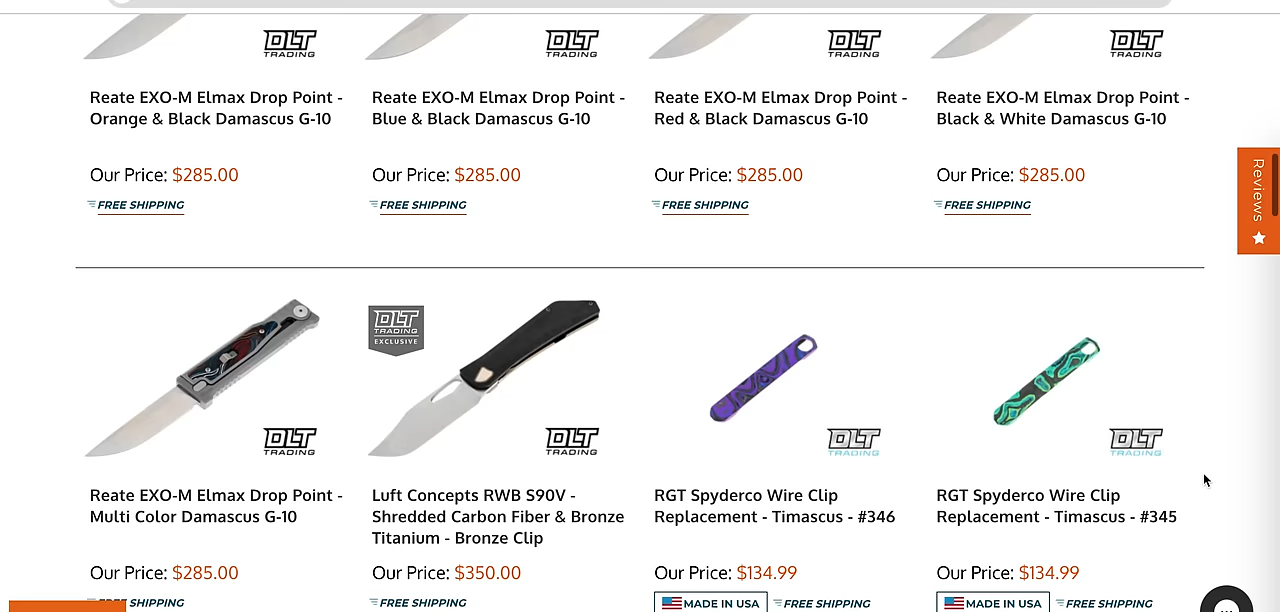 DLT
TRADING
DLT
TRADING
DLT
TRADING
DLT
TRADING
Reate EXO-M Elmax Drop Point -
Orange & Black Damascus G-10
Reate EXO-M Elmax Drop Point -
Blue & Black Damascus G-10
Reate EXO-M Elmax Drop Point -
Red & Black Damascus G-10
Reate EXO-M Elmax Drop Point -
Black & White Damascus G-10
Our Price: $285.00
Our Price: $285.00
Our Price: $285.00
Our Price: $285.00
FREE SHIPPING
FREE SHIPPING
FREE SHIPPING
FREE SHIPPING
Reviews
DLT
TRADING
EXCLUSIVE
DLT
TRADING
DLT
TRADING
DLT
TRADING
DLT
TRADING
Reate EXO-M Elmax Drop Point -
Multi Color Damascus G-10
Luft Concepts RWB S90V -
Shredded Carbon Fiber & Bronze
Titanium - Bronze Clip
RGT Spyderco Wire Clip
Replacement - Timascus - #346
RGT Spyderco Wire Clip
Replacement - Timascus - #345
Our Price: $285.00
Our Price: $350.00
Our Price: $134.99
Our Price: $134.99
SHIPPING
FREE SHIPPING
MADE IN USA
FREE SHIPPING
MADE IN USA
FREE SHIPPING